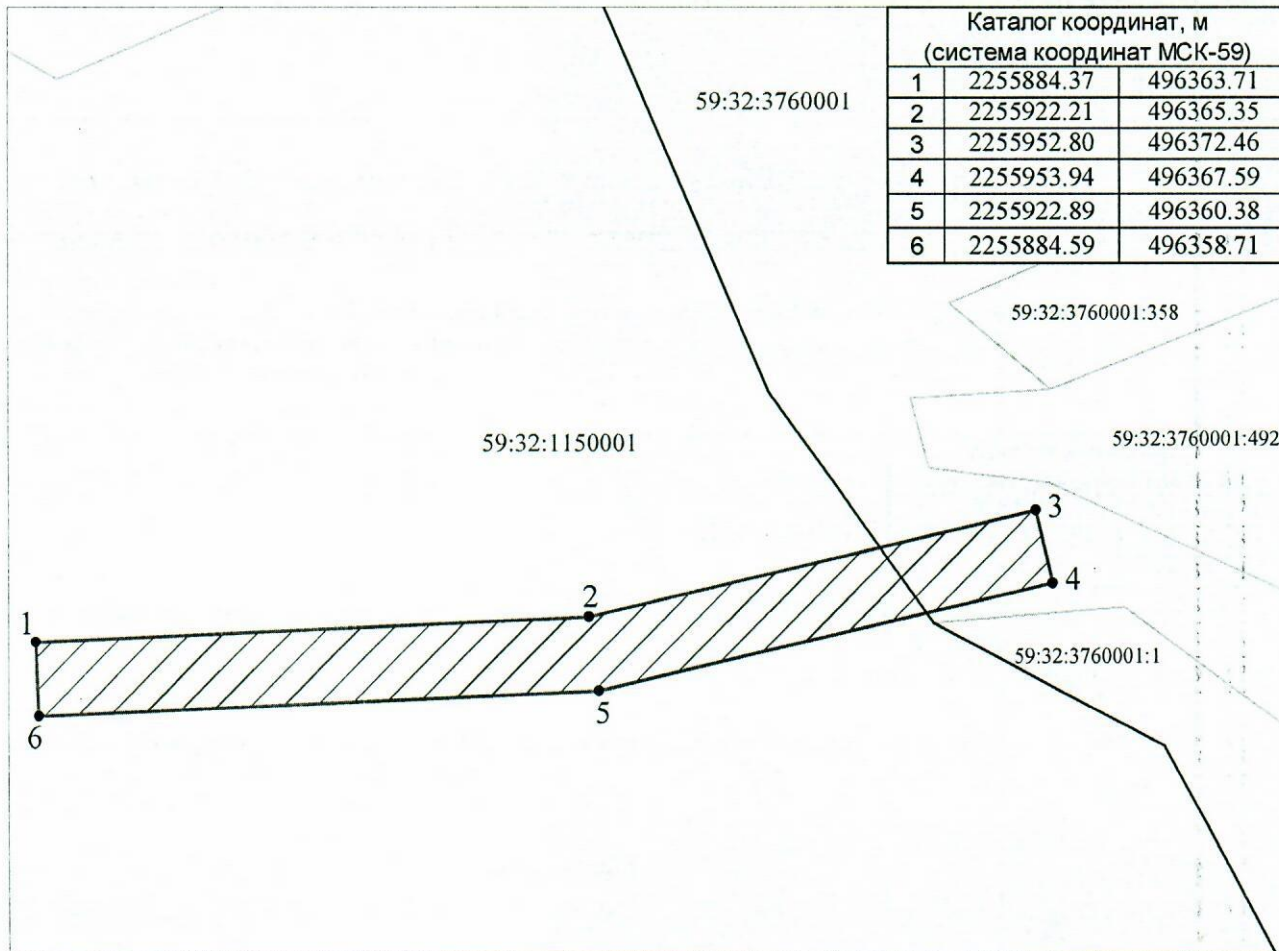 Каталог координат, м
(система координат МСК-59)
1 2255884.37 496363.71
2 2255922.21 496365.35
3 2255952.80 496372.46
4 2255953.94 496367.59
5 2255922.89 496360.38
6 2255884.59 496358.71
59:32:3760001
59:32:3760001:358
59:32:1150001
59:32:3760001:492
3
4
2
1
59:32:3760001:1
5
6